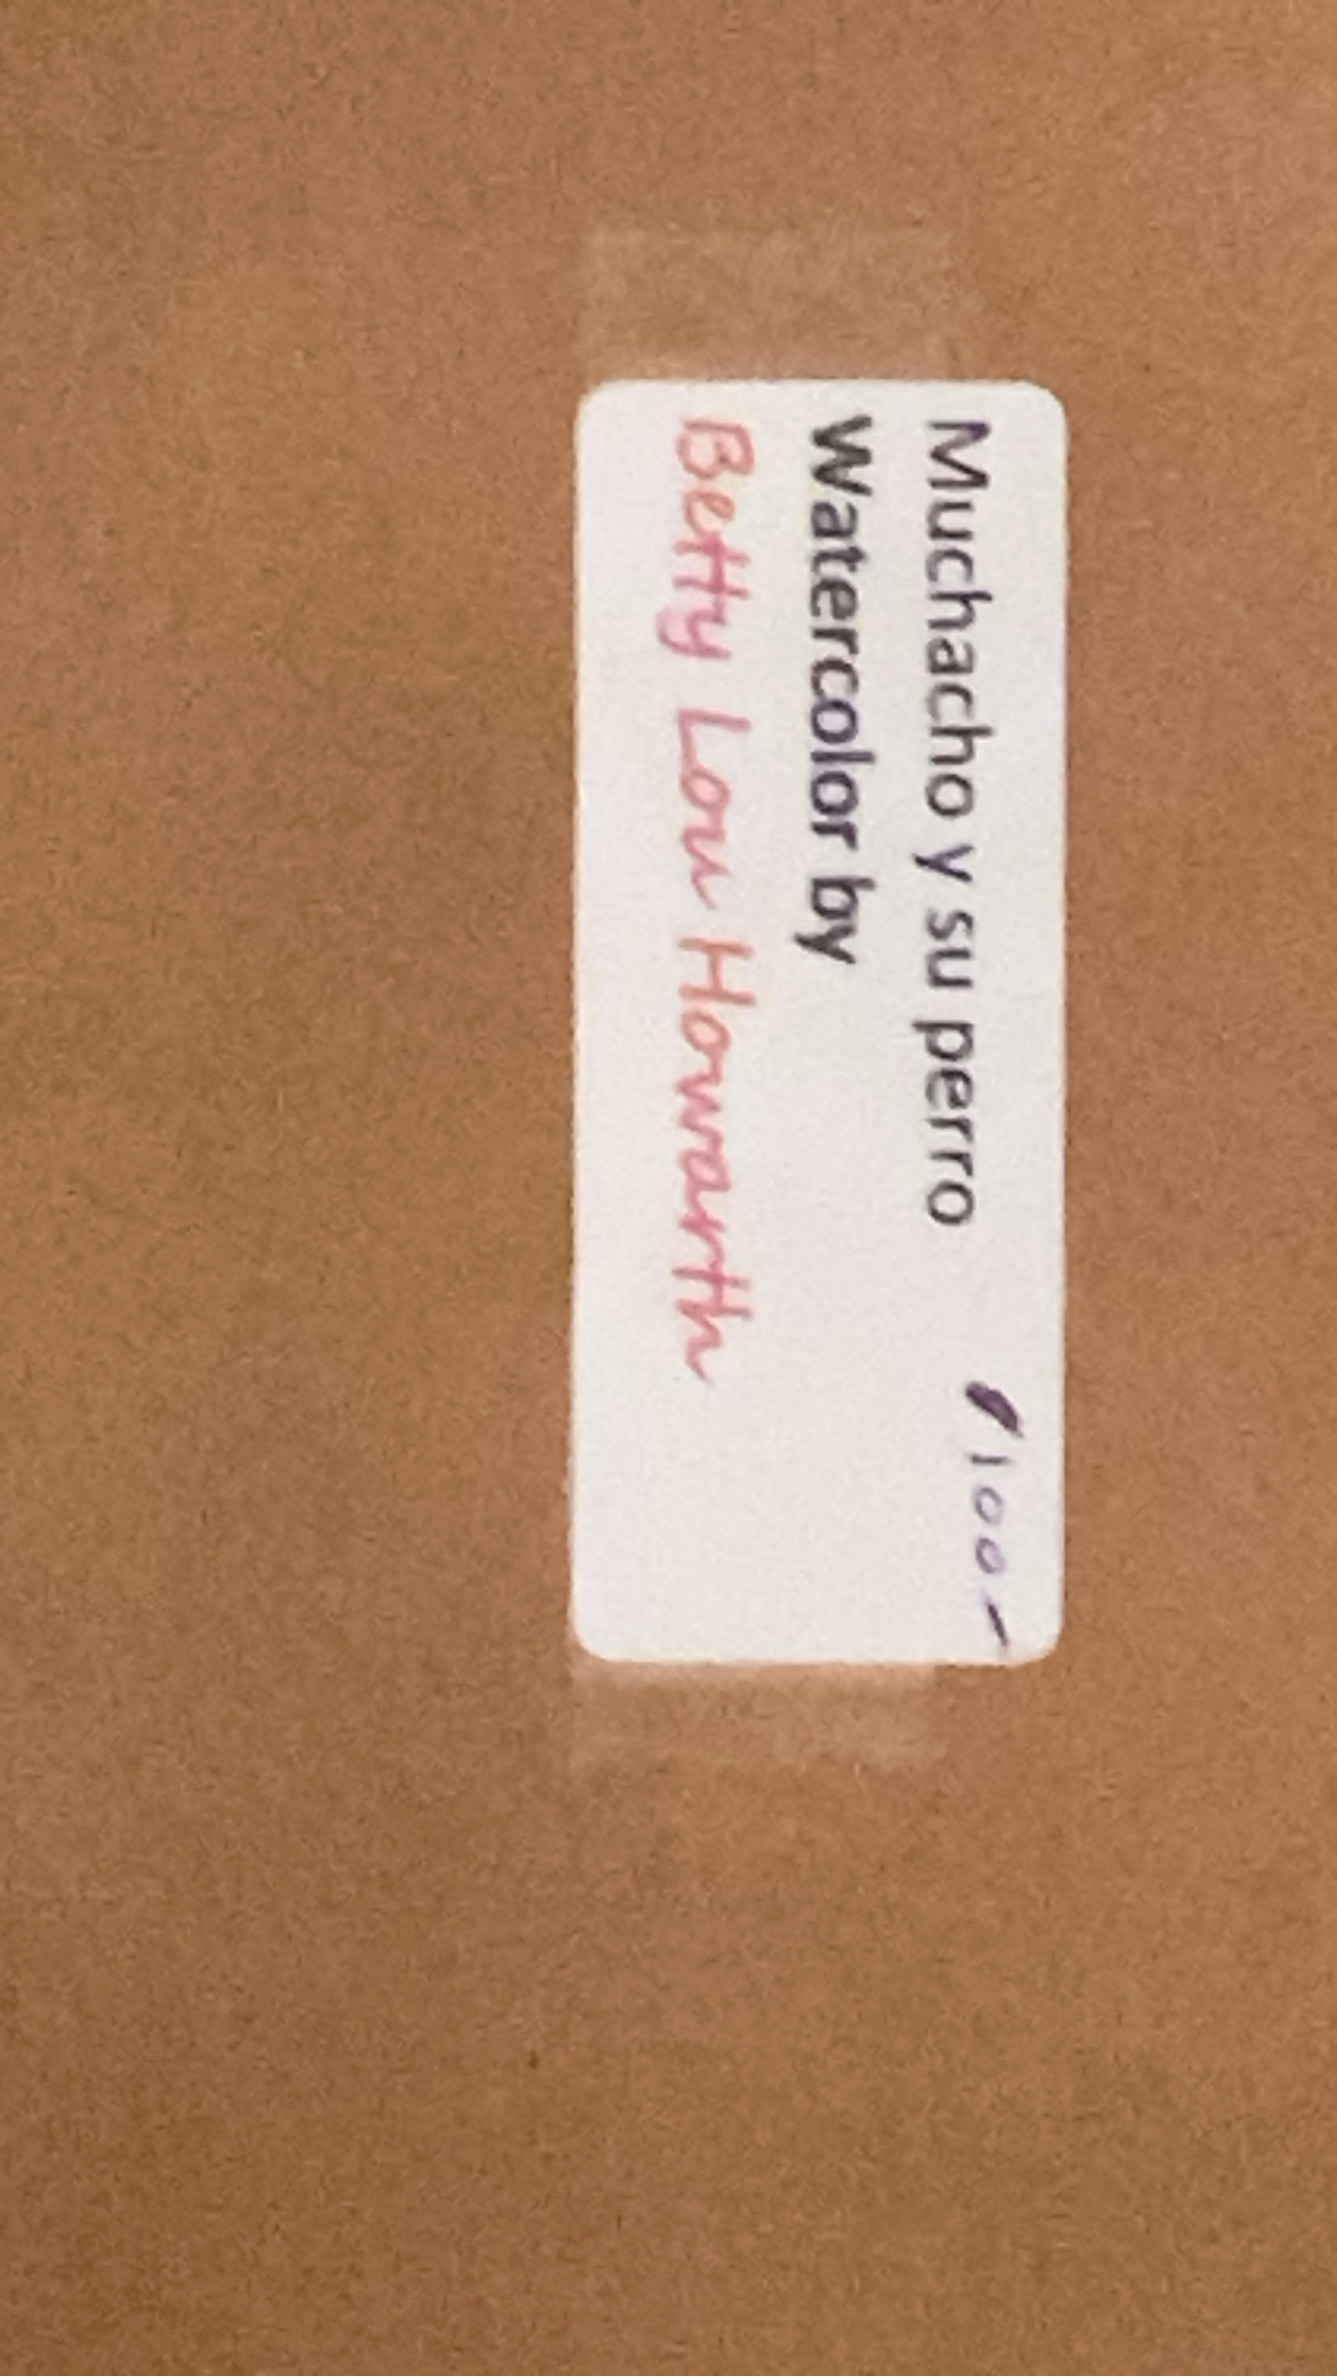 Muchacho y su perro 100-
Watercolor by
Betty Lou Howarth